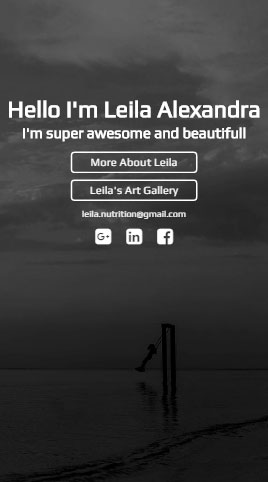 Hello I'm Leila Alexandra
I'm super awesome and beautifull
More About Leila
Leila's Art Gallery
leila.nutrition@gmail.com
G+ in f